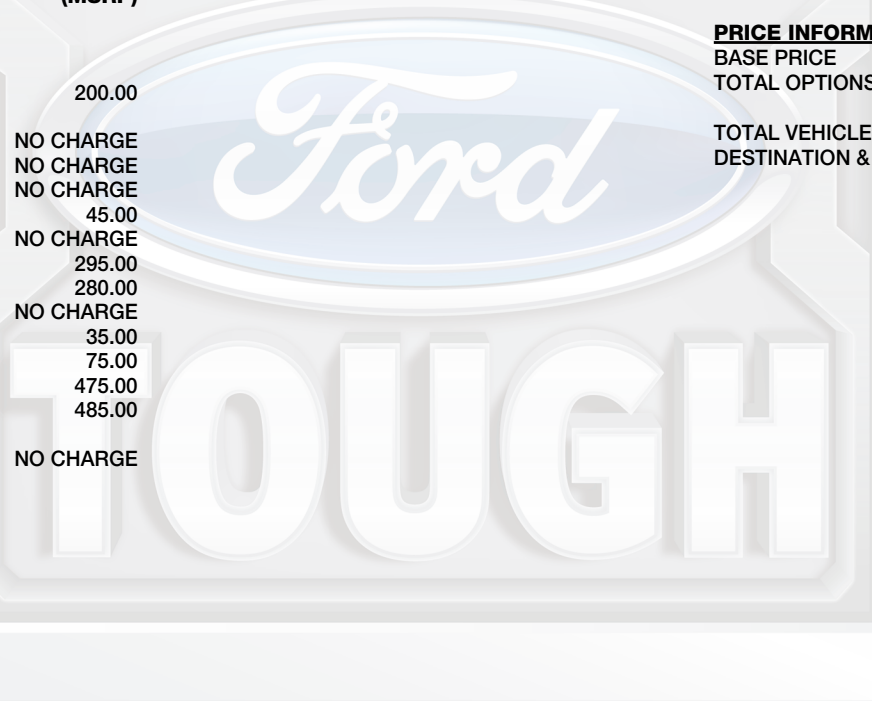 (MSRP)
200.00
NO CHARGE
NO CHARGE
NO CHARGE
45.00
NO CHARGE
295.00
280.00
NO CHARGE
35.00
75.00
475.00
485.00
NO CHARGE
PRICE INFORM
BASE PRICE
TOTAL OPTIONS
TOTAL VEHICLE
DESTINATION &
Ford
TOUGH